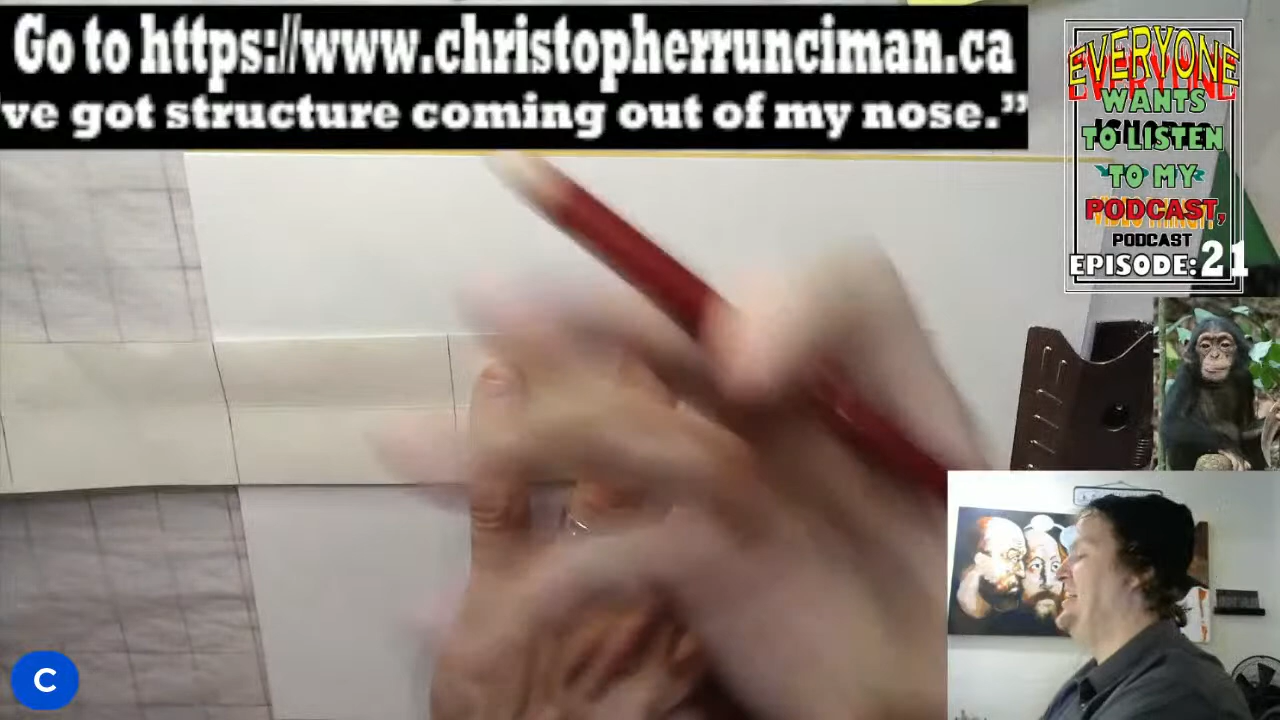 Go to https://www.christopherrunciman.ca
've got structure coming out of my nose.”
EVERYONE
WANTS
TO LISTEN
TO MY
PODCAST,
PODCAST
EPISODE:21
C